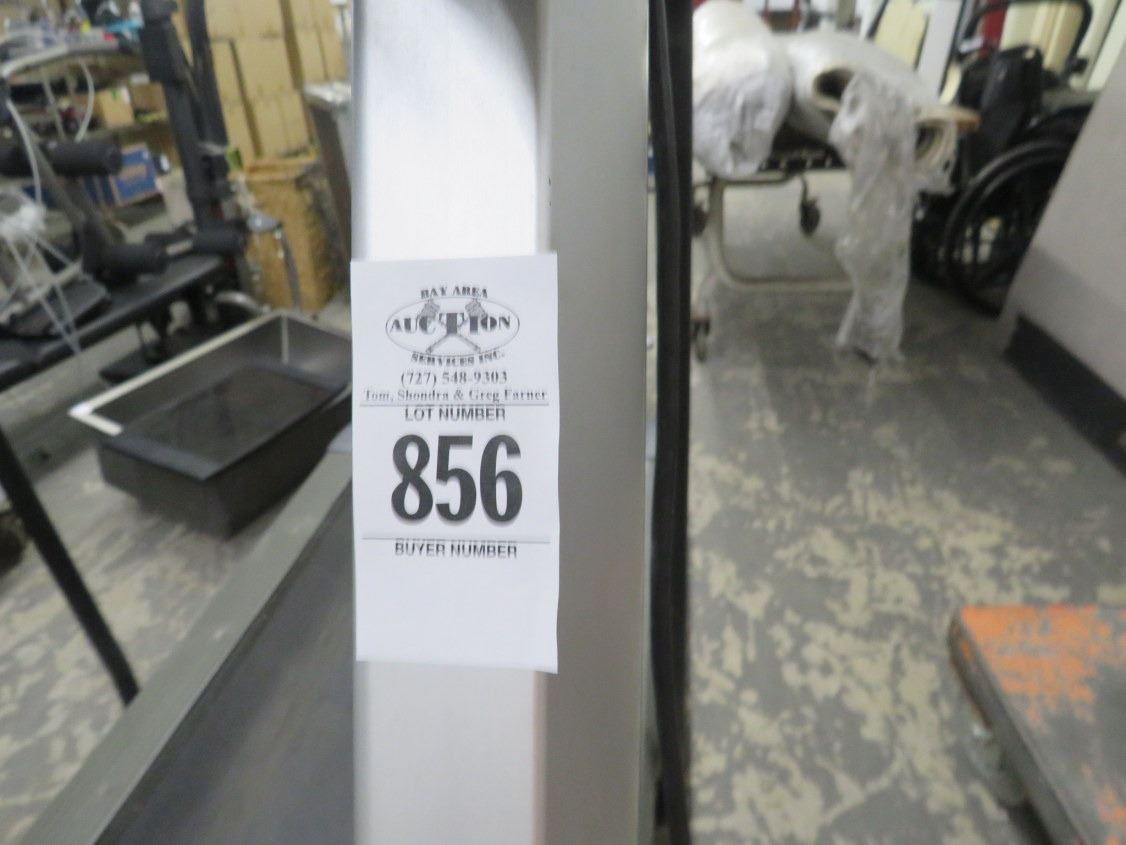 BAY AREA
AUCTION
SERVICES INC.
(727) 548-9303
Tom, Shondra & Greg Farner
LOT NUMBER
856
BUYER NUMBER